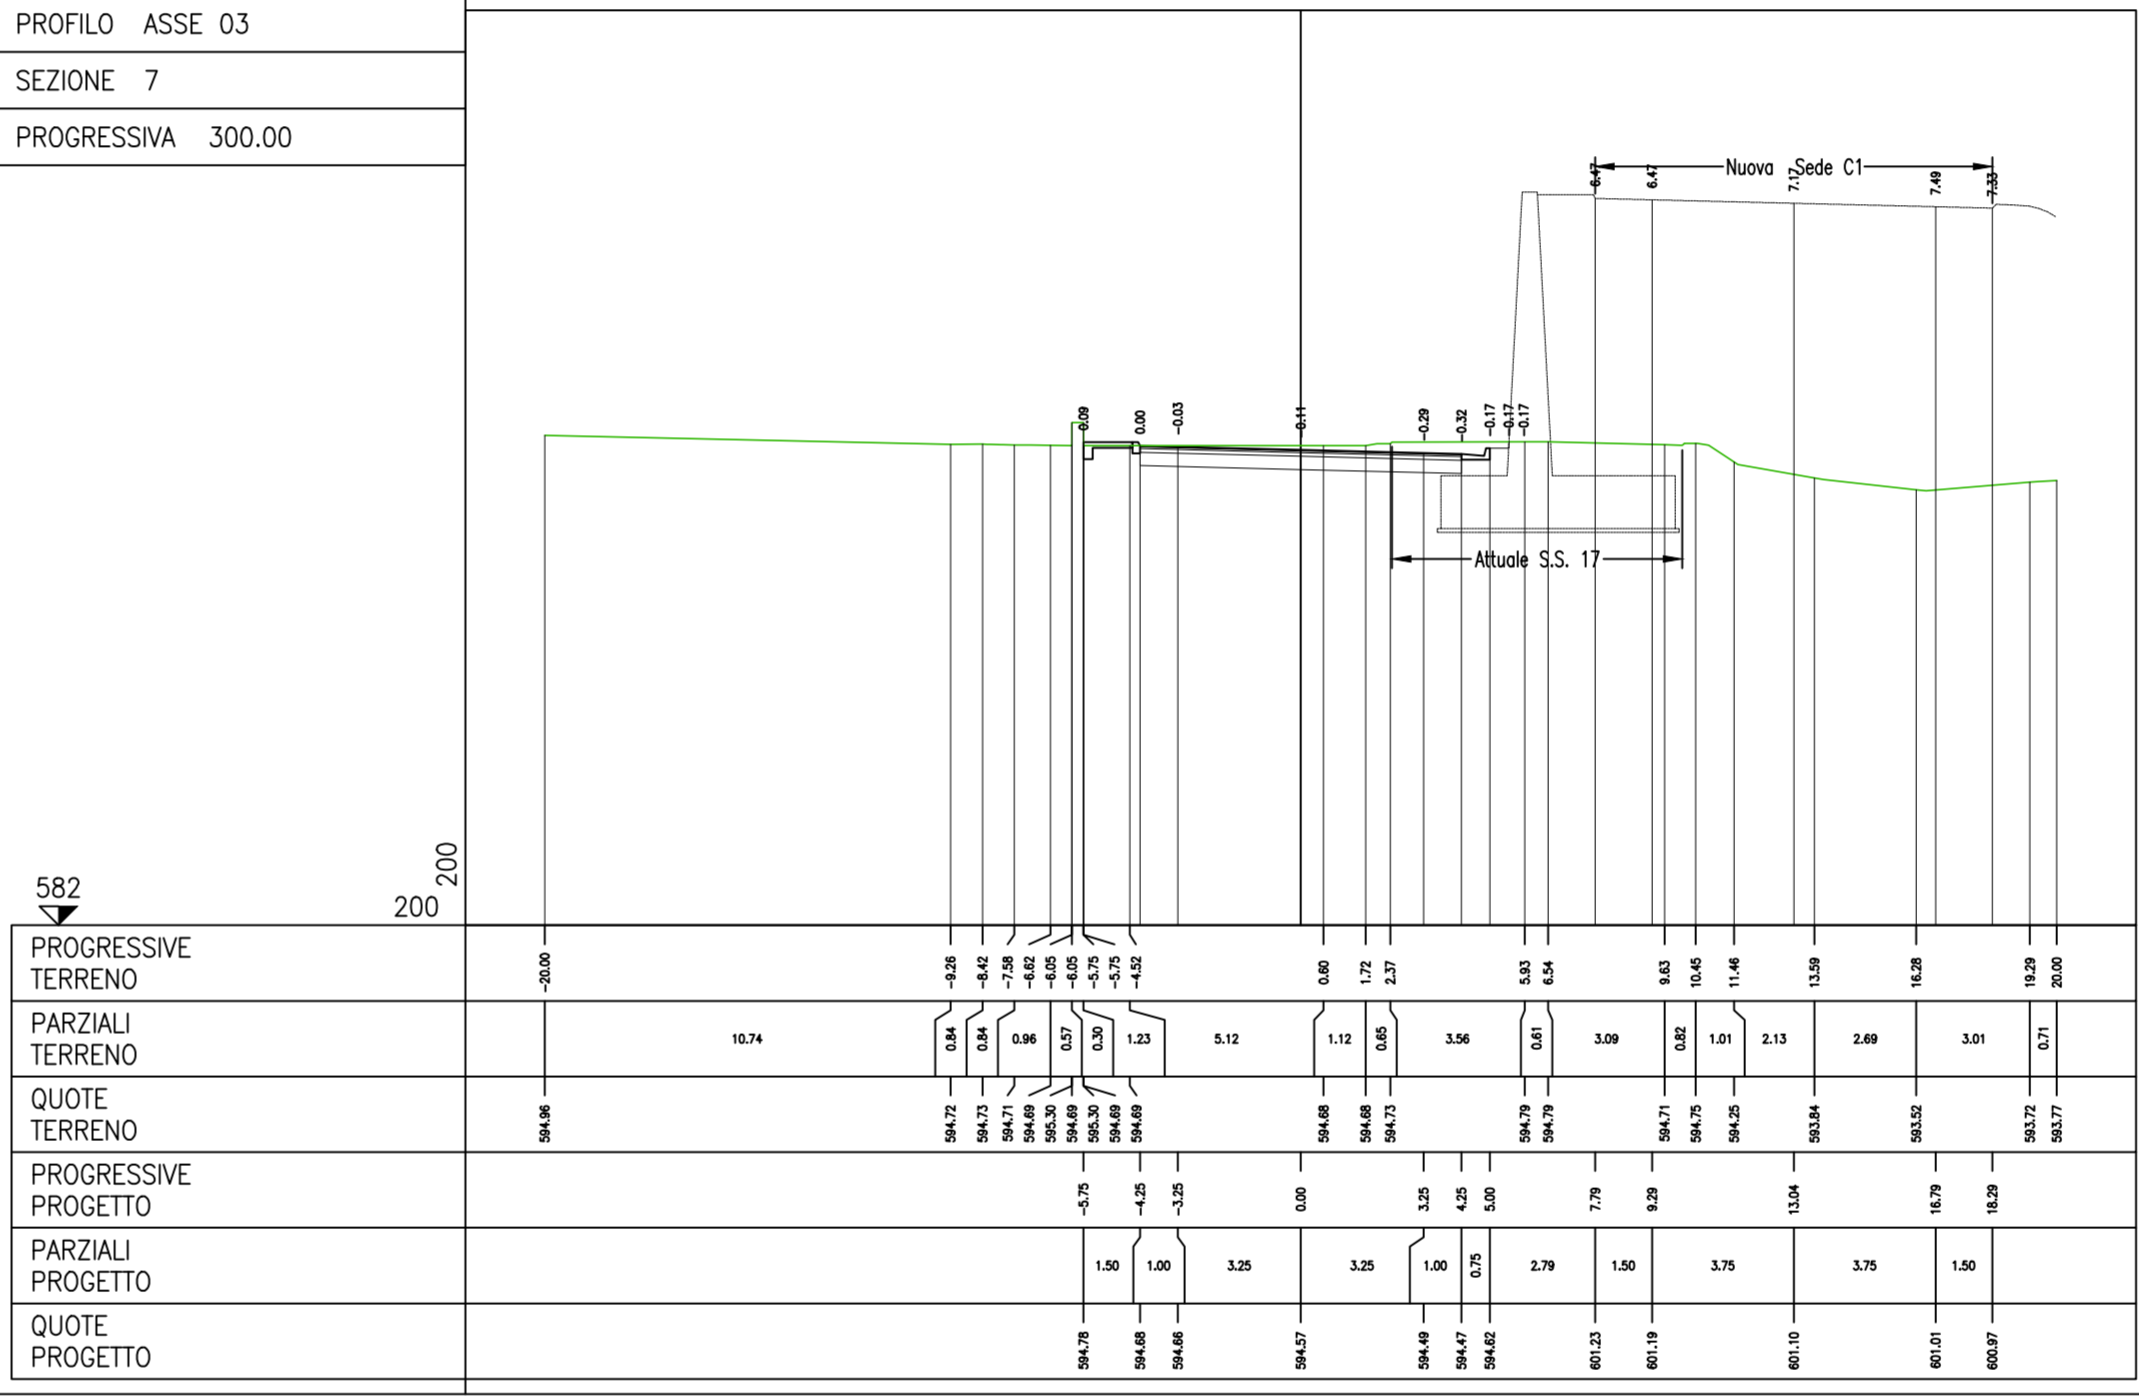 PROFILO ASSE 03
SEZIONE 7
PROGRESSIVA 300.00
6.47 6.47 7.17 7.49 7.33
Nuova Sede C1
0.09 0.00 -0.03 -0.11 -0.29 -0.32 -0.17 -0.17 -0.17
Attuale S.S. 17
582
200
200
PROGRESSIVE
TERRENO
-20.00 -9.26 -8.42 -7.58 -6.62 -6.05 -6.05 -5.75 -5.75 -4.52 0.60 1.72 2.37 5.93 6.54 9.63 10.45 11.46 13.59 16.28 19.29 20.00
PARZIALI
TERRENO
10.74 0.84 0.84 0.96 0.57 0.30 1.23 5.12 1.12 0.65 3.56 0.61 3.09 0.82 1.01 2.13 2.69 3.01 0.71
QUOTE
TERRENO
594.96 594.72 594.73 594.71 594.69 595.30 594.69 595.30 594.69 594.69 594.68 594.68 594.73 594.79 594.79 594.71 594.75 594.25 593.84 593.52 593.72 593.77
PROGRESSIVE
PROGETTO
-5.75 -4.25 -3.25 0.00 3.25 4.25 5.00 7.79 9.29 13.04 16.79 18.29
PARZIALI
PROGETTO
1.50 1.00 3.25 3.25 1.00 0.75 2.79 1.50 3.75 3.75 1.50
QUOTE
PROGETTO
594.78 594.68 594.66 594.57 594.49 594.47 594.62 601.23 601.19 601.10 601.01 600.97